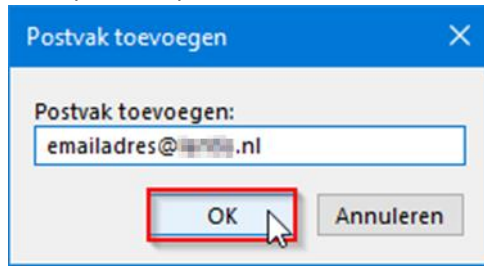 Postvak toevoegen
Postvak toevoegen:
emailadres@ .nl
OK
Annuleren